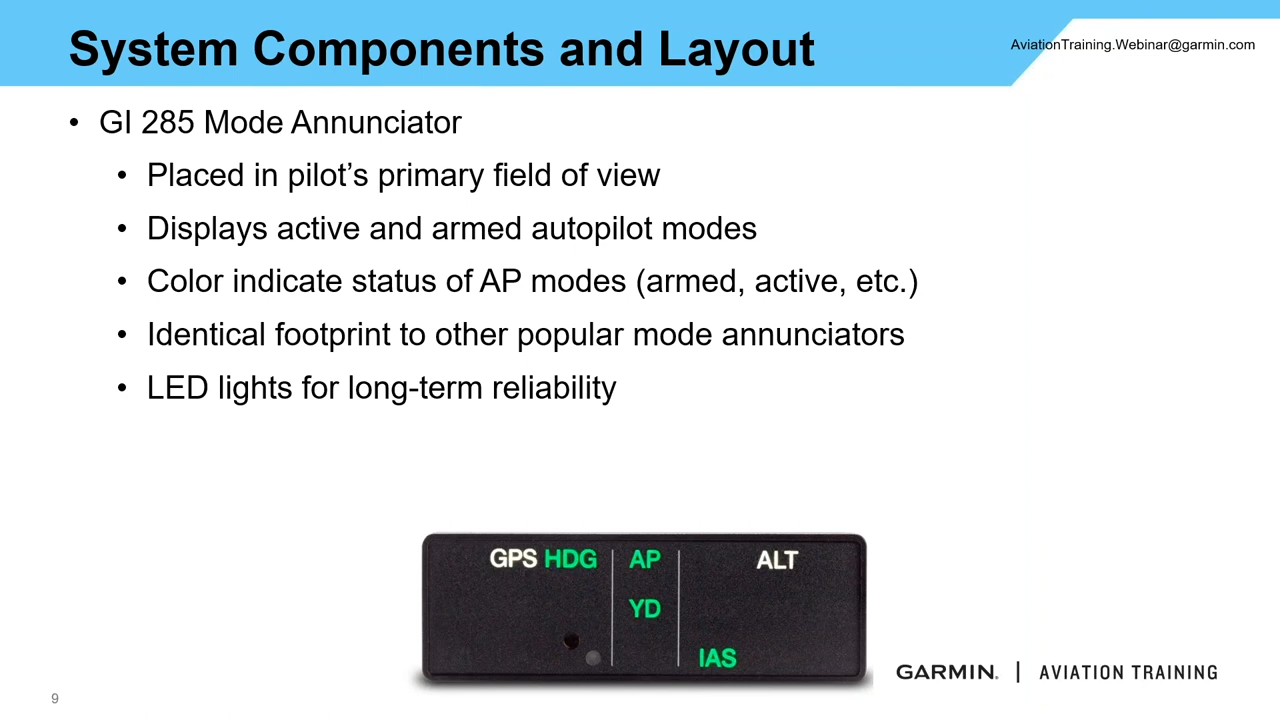 System Components and Layout
AviationTraining.Webinar@garmin.com
• GI 285 Mode Annunciator
• Placed in pilot’s primary field of view
• Displays active and armed autopilot modes
• Color indicate status of AP modes (armed, active, etc.)
• Identical footprint to other popular mode annunciators
• LED lights for long-term reliability
GPS HDG AP ALT
YD
IAS
GARMIN. | AVIATION TRAINING
9